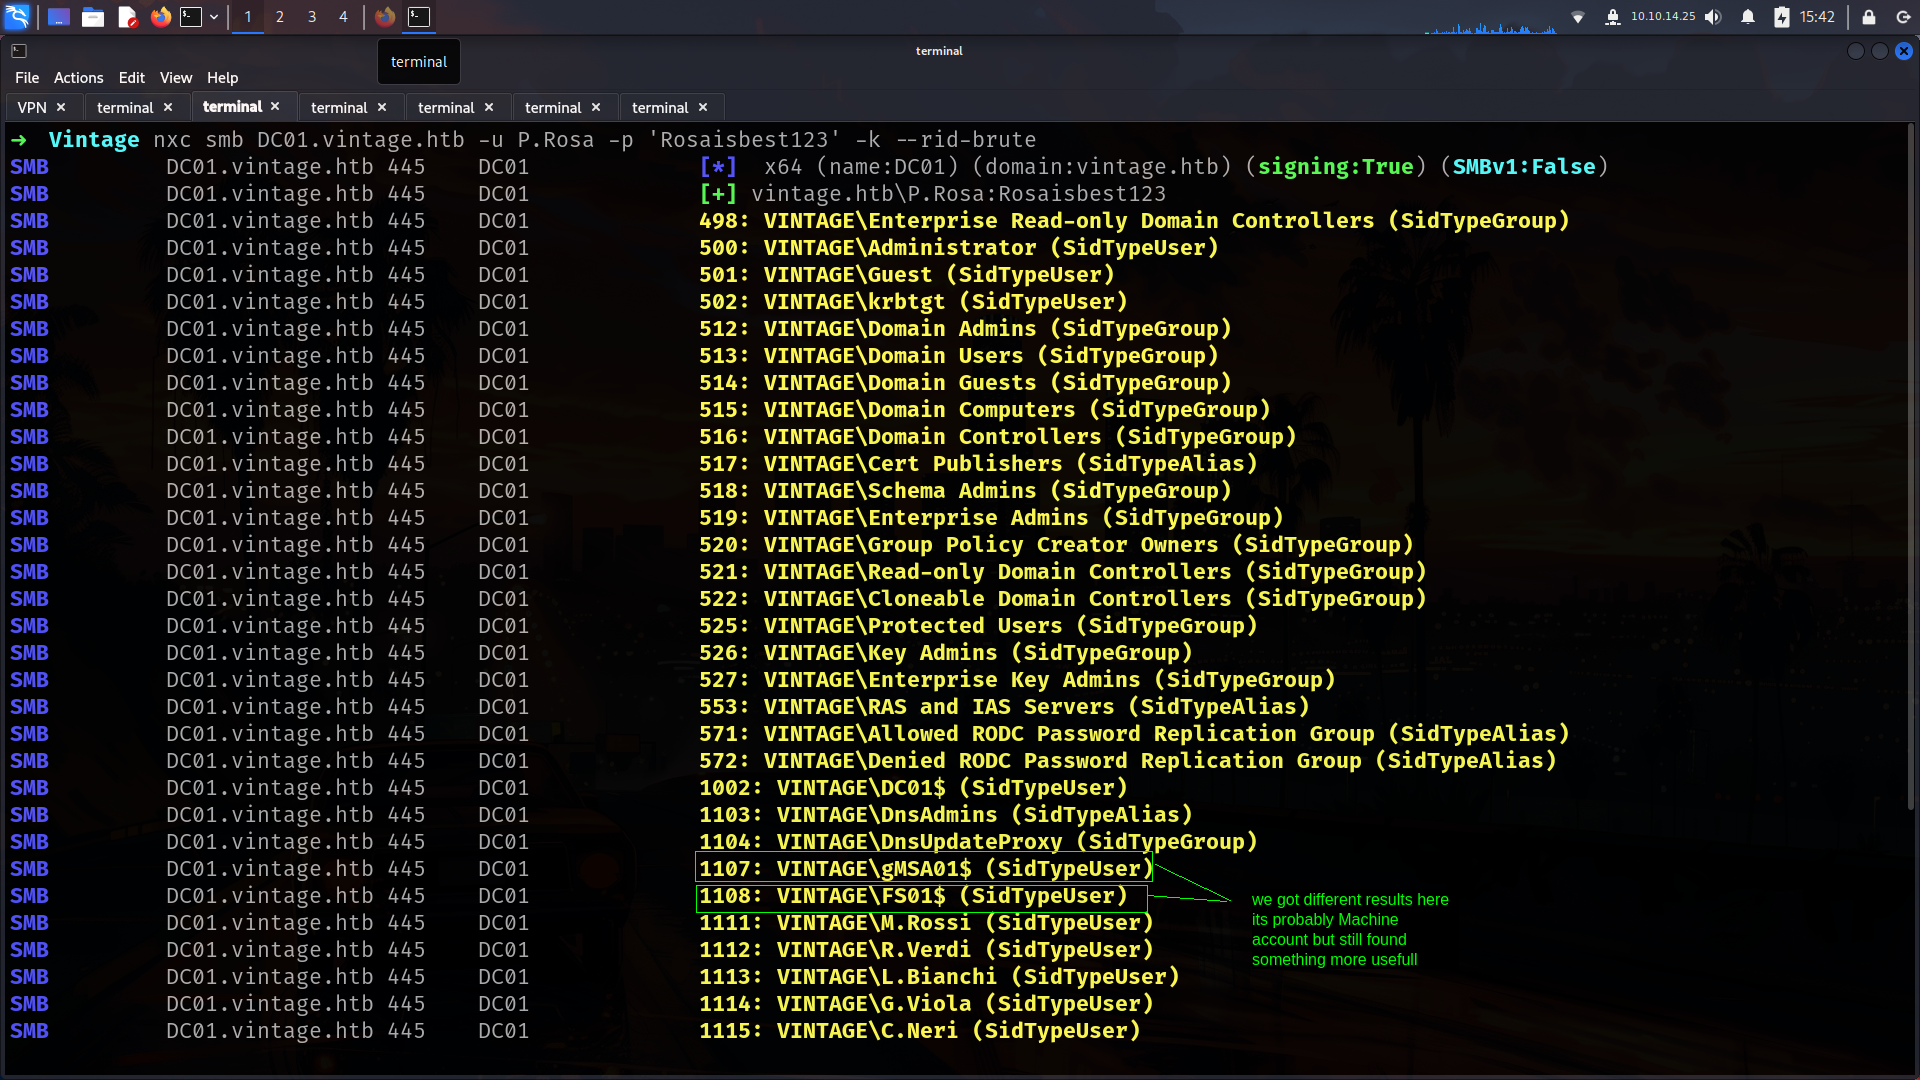 1 2 3 4 10.10.14.25 15:42
terminal
terminal
File Actions Edit View Help
VPN × terminal × terminal × terminal × terminal × terminal × terminal ×
→ Vintage nxc smb DC01.vintage.htb -u P.Rosa -p 'Rosaisbest123' -k --rid-brute
SMB DC01.vintage.htb 445 DC01 [*] x64 (name:DC01) (domain:vintage.htb) (signing:True) (SMBv1:False)
SMB DC01.vintage.htb 445 DC01 [+] vintage.htb\P.Rosa:Rosaisbest123
SMB DC01.vintage.htb 445 DC01 498: VINTAGE\Enterprise Read-only Domain Controllers (SidTypeGroup)
SMB DC01.vintage.htb 445 DC01 500: VINTAGE\Administrator (SidTypeUser)
SMB DC01.vintage.htb 445 DC01 501: VINTAGE\Guest (SidTypeUser)
SMB DC01.vintage.htb 445 DC01 502: VINTAGE\krbtgt (SidTypeUser)
SMB DC01.vintage.htb 445 DC01 512: VINTAGE\Domain Admins (SidTypeGroup)
SMB DC01.vintage.htb 445 DC01 513: VINTAGE\Domain Users (SidTypeGroup)
SMB DC01.vintage.htb 445 DC01 514: VINTAGE\Domain Guests (SidTypeGroup)
SMB DC01.vintage.htb 445 DC01 515: VINTAGE\Domain Computers (SidTypeGroup)
SMB DC01.vintage.htb 445 DC01 516: VINTAGE\Domain Controllers (SidTypeGroup)
SMB DC01.vintage.htb 445 DC01 517: VINTAGE\Cert Publishers (SidTypeAlias)
SMB DC01.vintage.htb 445 DC01 518: VINTAGE\Schema Admins (SidTypeGroup)
SMB DC01.vintage.htb 445 DC01 519: VINTAGE\Enterprise Admins (SidTypeGroup)
SMB DC01.vintage.htb 445 DC01 520: VINTAGE\Group Policy Creator Owners (SidTypeGroup)
SMB DC01.vintage.htb 445 DC01 521: VINTAGE\Read-only Domain Controllers (SidTypeGroup)
SMB DC01.vintage.htb 445 DC01 522: VINTAGE\Cloneable Domain Controllers (SidTypeGroup)
SMB DC01.vintage.htb 445 DC01 525: VINTAGE\Protected Users (SidTypeGroup)
SMB DC01.vintage.htb 445 DC01 526: VINTAGE\Key Admins (SidTypeGroup)
SMB DC01.vintage.htb 445 DC01 527: VINTAGE\Enterprise Key Admins (SidTypeGroup)
SMB DC01.vintage.htb 445 DC01 553: VINTAGE\RAS and IAS Servers (SidTypeAlias)
SMB DC01.vintage.htb 445 DC01 571: VINTAGE\Allowed RODC Password Replication Group (SidTypeAlias)
SMB DC01.vintage.htb 445 DC01 572: VINTAGE\Denied RODC Password Replication Group (SidTypeAlias)
SMB DC01.vintage.htb 445 DC01 1002: VINTAGE\DC01$ (SidTypeUser)
SMB DC01.vintage.htb 445 DC01 1103: VINTAGE\DnsAdmins (SidTypeAlias)
SMB DC01.vintage.htb 445 DC01 1104: VINTAGE\DnsUpdateProxy (SidTypeGroup)
SMB DC01.vintage.htb 445 DC01 1107: VINTAGE\gMSA01$ (SidTypeUser)
SMB DC01.vintage.htb 445 DC01 1108: VINTAGE\FS01$ (SidTypeUser)
SMB DC01.vintage.htb 445 DC01 1111: VINTAGE\M.Rossi (SidTypeUser)
SMB DC01.vintage.htb 445 DC01 1112: VINTAGE\R.Verdi (SidTypeUser)
SMB DC01.vintage.htb 445 DC01 1113: VINTAGE\L.Bianchi (SidTypeUser)
SMB DC01.vintage.htb 445 DC01 1114: VINTAGE\G.Viola (SidTypeUser)
SMB DC01.vintage.htb 445 DC01 1115: VINTAGE\C.Neri (SidTypeUser)
we got different results here
its probably Machine
account but still found
something more usefull